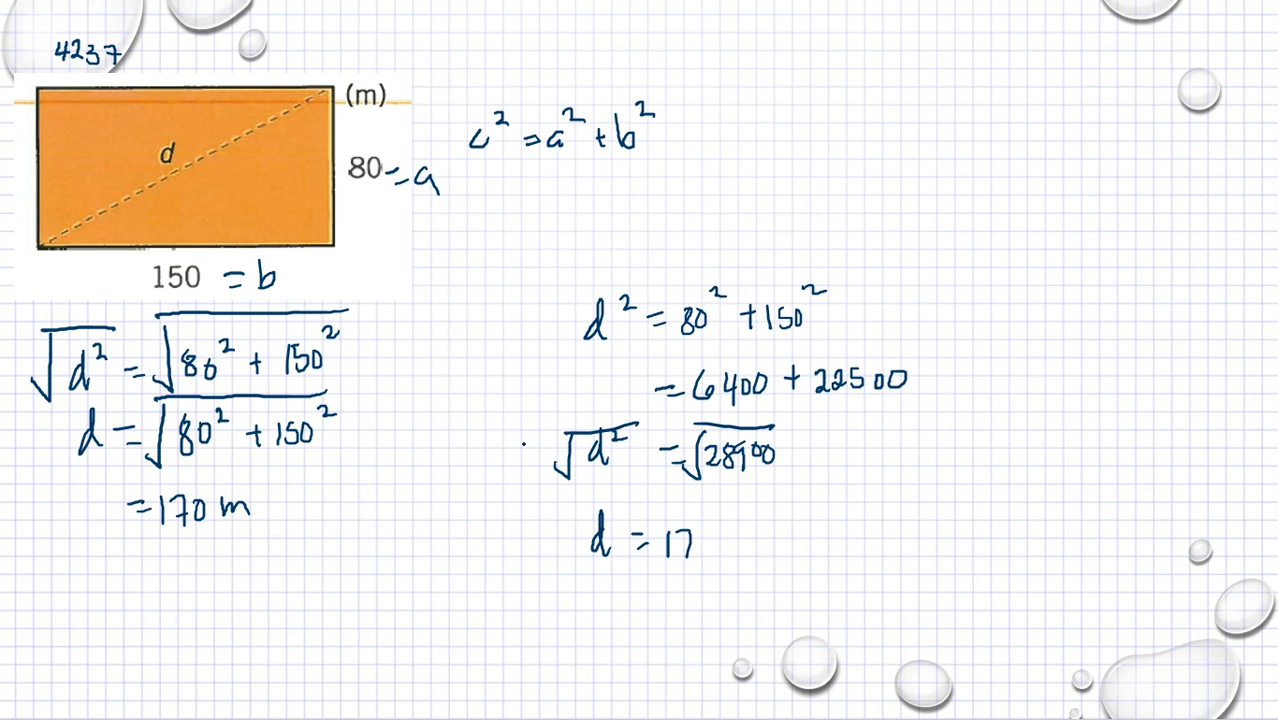 4237
(m)
d
80 = a
150 = b
c² = a² + b²
√d² = √80² + 150²
d = √80² + 150²
= 170 m
d² = 80² + 150²
= 6400 + 22500
√d² = √28900
d = 17